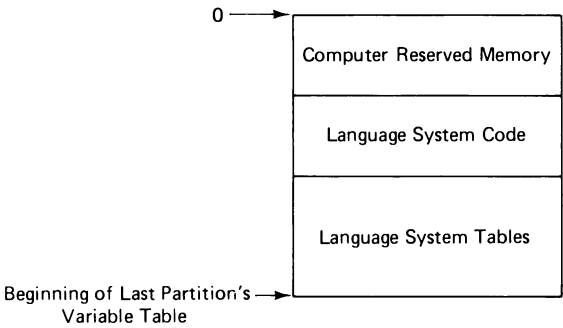 0
Computer Reserved Memory
Language System Code
Language System Tables
Beginning of Last Partition's
Variable Table